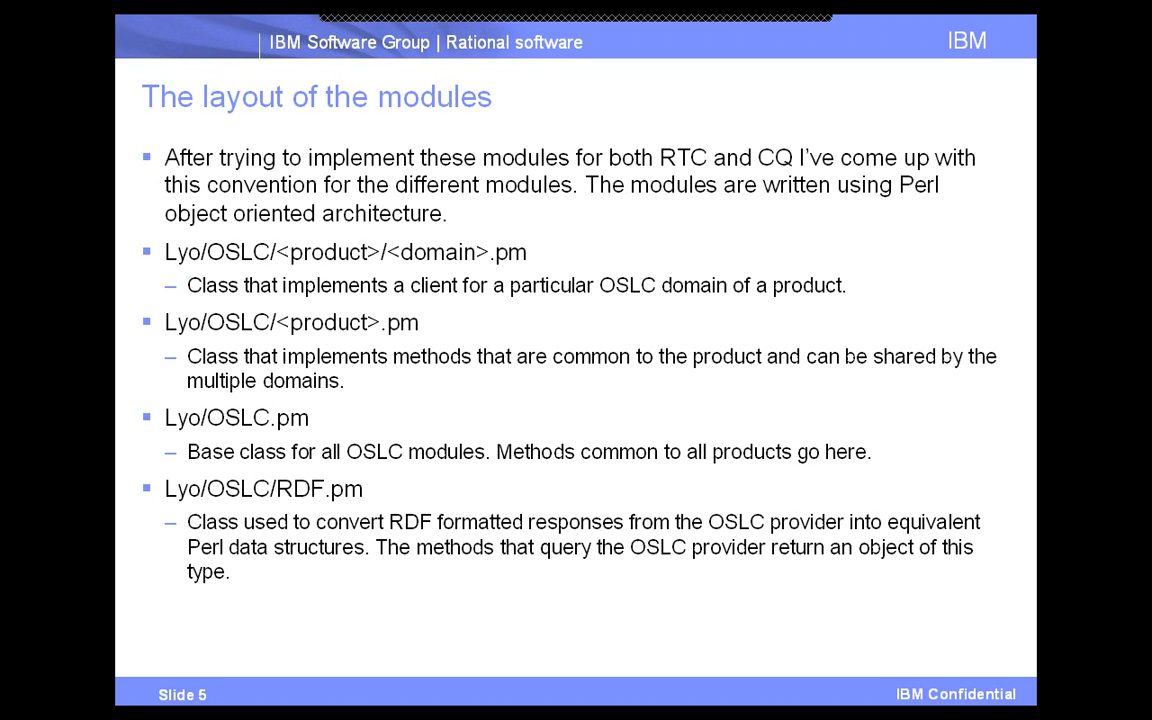 IBM Software Group | Rational software
IBM
The layout of the modules
After trying to implement these modules for both RTC and CQ I've come up with
this convention for the different modules. The modules are written using Perl
object oriented architecture.
Lyo/OSLC/<product>/<domain>.pm
– Class that implements a client for a particular OSLC domain of a product.
Lyo/OSLC/<product>.pm
– Class that implements methods that are common to the product and can be shared by the
multiple domains.
Lyo/OSLC.pm
– Base class for all OSLC modules. Methods common to all products go here.
Lyo/OSLC/RDF.pm
– Class used to convert RDF formatted responses from the OSLC provider into equivalent
Perl data structures. The methods that query the OSLC provider return an object of this
type.
Slide 5
IBM Confidential